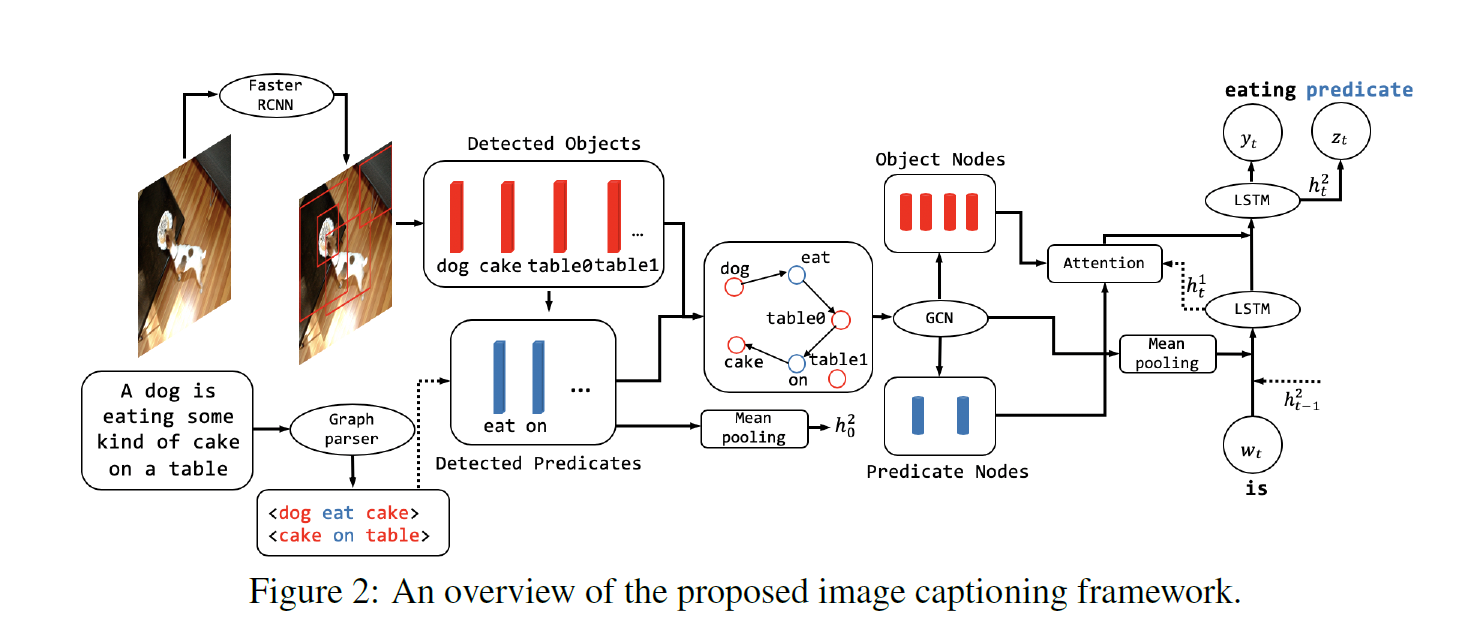 Faster
RCNN
Detected Objects
dog cake table0 table1
...
A dog is
eating some
kind of cake
on a table
Graph
parser
<dog eat cake>
<cake on table>
eat on
...
Detected Predicates
Mean
pooling
h_0^2
dog
eat
table0
cake
on
table1
GCN
Object Nodes
Predicate Nodes
Attention
Mean
pooling
eating predicate
y_t
z_t
LSTM
h_t^2
h_t^1
LSTM
h_{t-1}^2
w_t
is
Figure 2: An overview of the proposed image captioning framework.